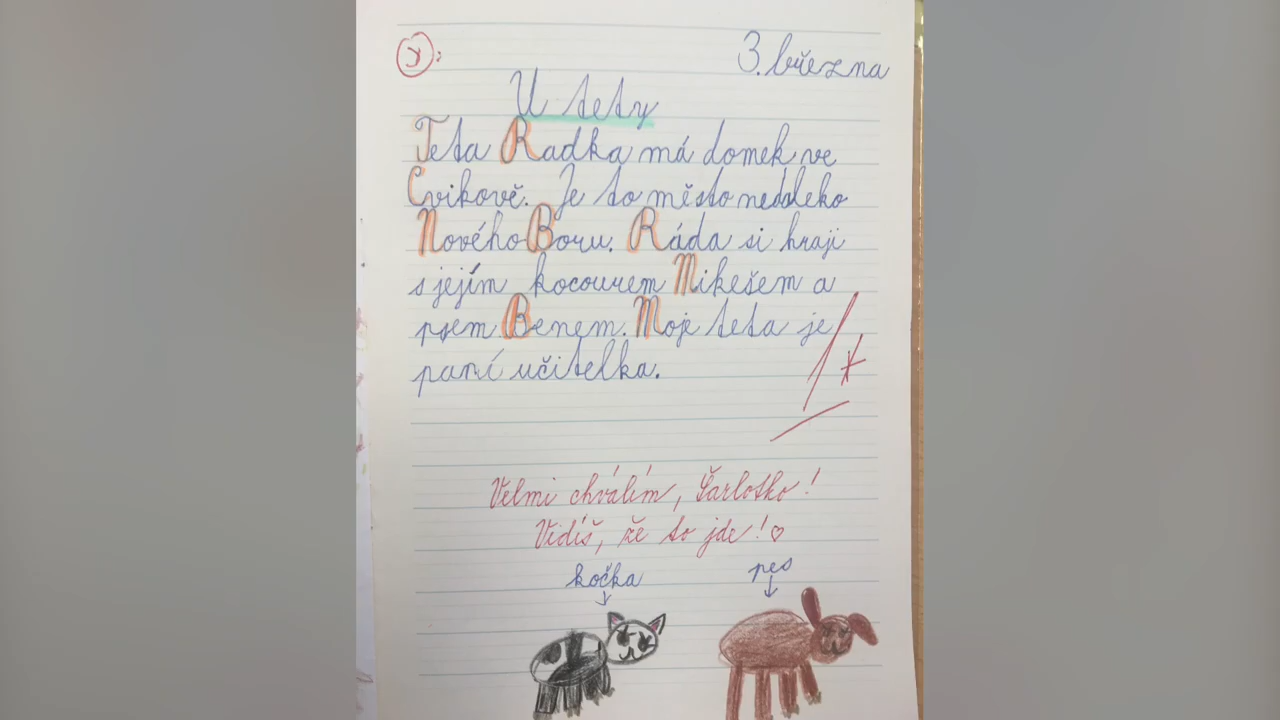 3. března
U tety
Teta Radka má domek ve
Cvikově. Je to město nedaleko
Nového Boru. Ráda si hraji
s jejím kocourem Mikešem a
psem Benem. Moje teta je
paní učitelka.
1*
Velmi chválím, Šarlotko!
Vidíš, že to jde!♡
kočka
pes